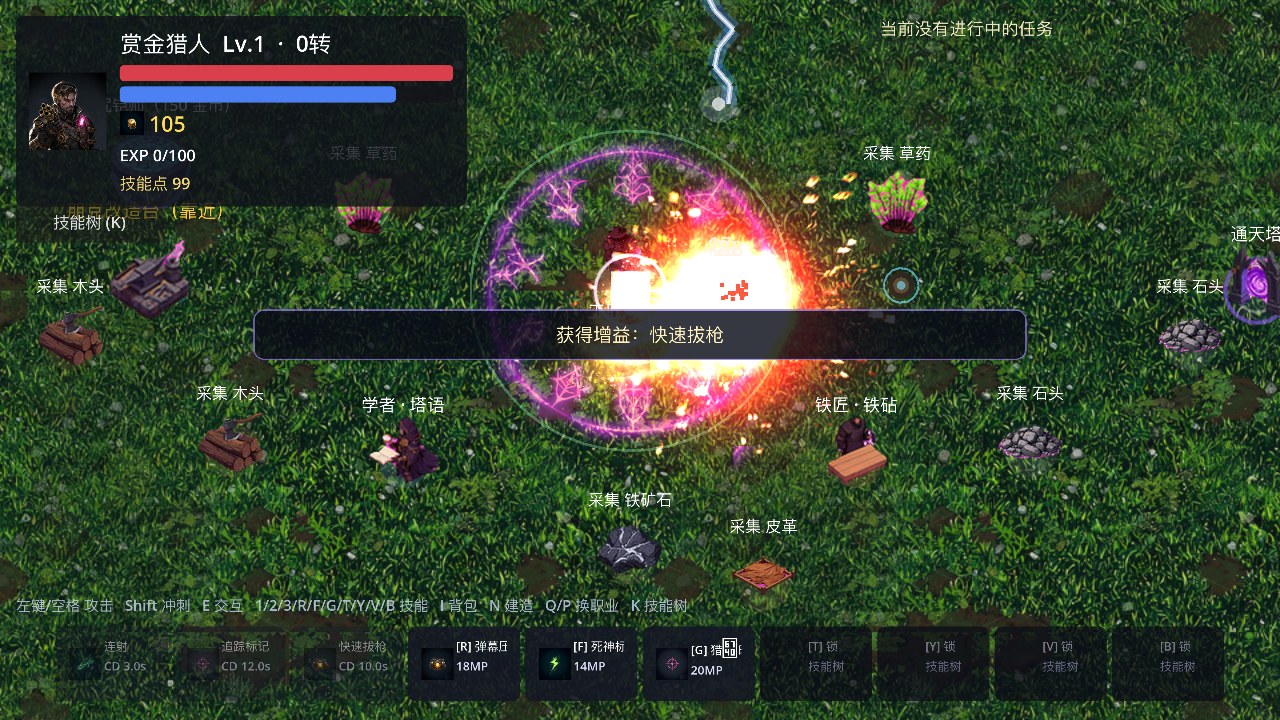 赏金猎人 Lv.1 · 0转
当前没有进行中的任务
105
EXP 0/100
技能点 99
技能树 (K)
采集 草药
采集 草药
通天塔
采集 木头
采集 石头
获得增益：快速拔枪
采集 木头
学者·塔语
铁匠·铁砧
采集 石头
采集 铁矿石
采集 皮革
左键/空格 攻击 Shift 冲刺 E 交互 1/2/3/R/F/G/T/Y/V/B 技能 I 背包 N 建造 Q/P 换职业 K 技能树
连射
CD 3.0s
追踪标记
CD 12.0s
快速拔枪
CD 10.0s
[R] 弹幕压
18MP
[F] 死神标
14MP
[G] 猎
20MP
[T] 锁
技能树
[Y] 锁
技能树
[V] 锁
技能树
[B] 锁
技能树